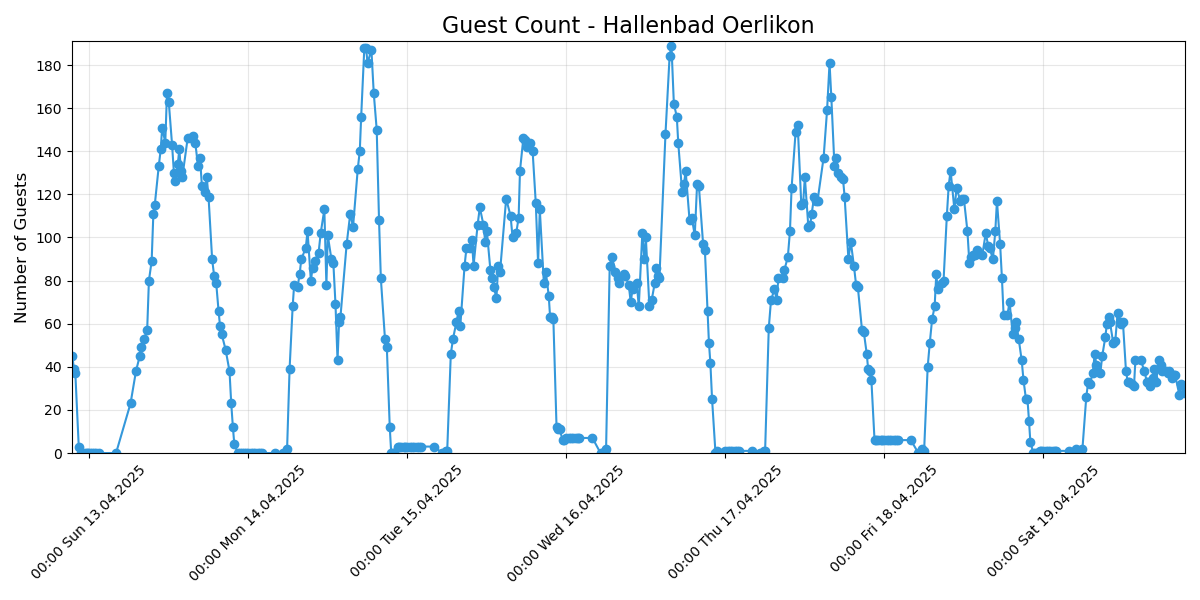 Guest Count - Hallenbad Oerlikon
Number of Guests
180
160
140
120
100
80
60
40
20
0
00:00 Sun 13.04.2025
00:00 Mon 14.04.2025
00:00 Tue 15.04.2025
00:00 Wed 16.04.2025
00:00 Thu 17.04.2025
00:00 Fri 18.04.2025
00:00 Sat 19.04.2025